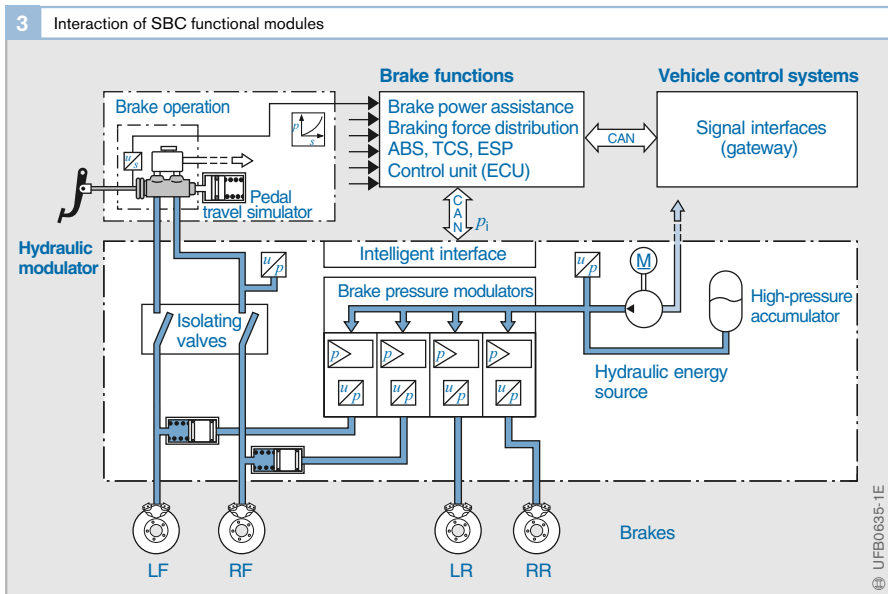 3 Interaction of SBC functional modules
Brake functions
Vehicle control systems
Brake operation
Brake power assistance
Braking force distribution
ABS, TCS, ESP
Control unit (ECU)
CAN
Signal interfaces
(gateway)
p
s
u
s
Pedal
travel simulator
CAN
pi
Hydraulic
modulator
Intelligent interface
u
p
u
p
M
Brake pressure modulators
High-pressure
accumulator
Isolating
valves
p
p
p
p
Hydraulic energy
source
u
p
u
p
u
p
u
p
Brakes
LF
RF
LR
RR
UFB0635-1E